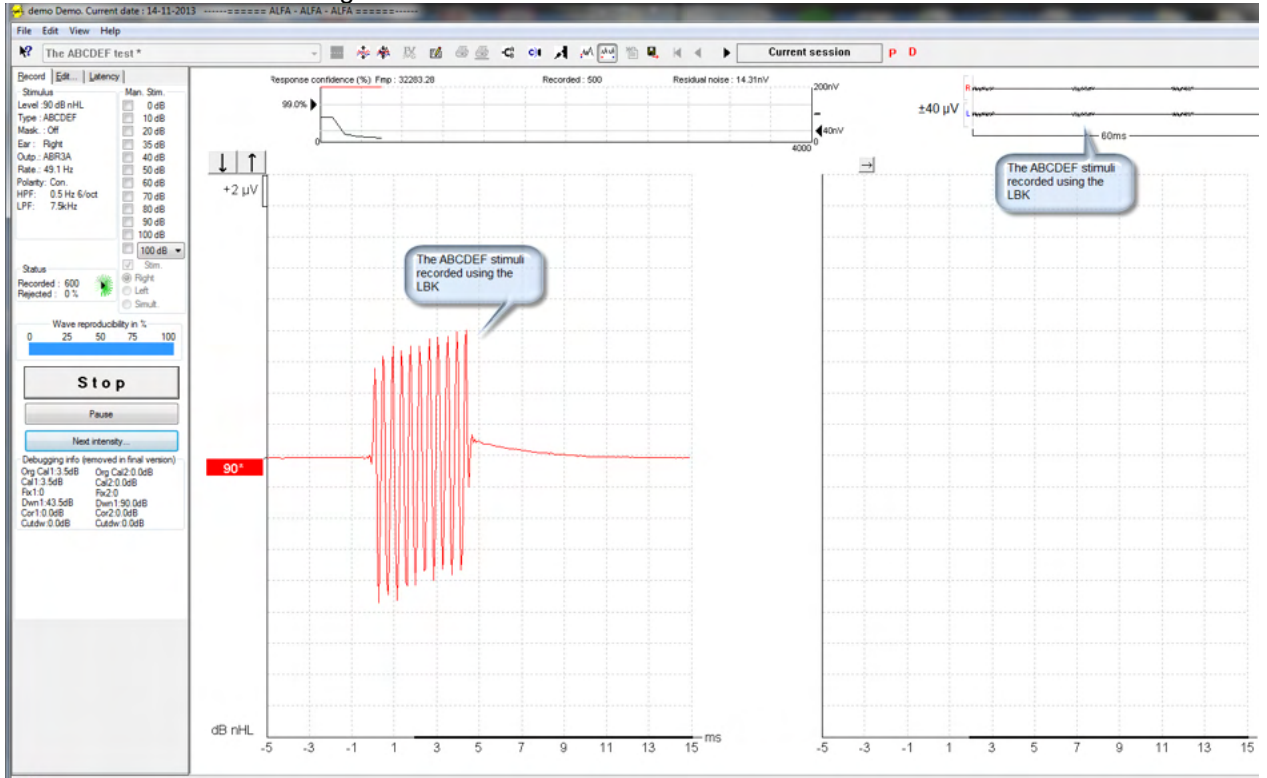 demo Demo. Current date : 14-11-2013 ------====== ALFA - ALFA - ALFA ======------
File Edit View Help
The ABCDEF test *
Current session P D
Record Edit... Latency
Stimulus
Level :90 dB nHL
Type : ABCDEF
Mask. : Off
Ear : Right
Outp.: ABR3A
Rate.: 49.1 Hz
Polarity: Con.
HPF: 0.5 Hz 6/oct
LPF: 7.5kHz
Man. Stim.
0 dB
10 dB
20 dB
35 dB
40 dB
50 dB
60 dB
70 dB
80 dB
90 dB
100 dB
100 dB
Stim.
Right
Left
Simult.
Status
Recorded : 600
Rejected : 0 %
Wave reproducibility in %
0 25 50 75 100
Stop
Pause
Next intensity...
Debugging info (removed in final version)
Org Cal1:3.5dB Org Cal2:0.0dB
Cal1:3.5dB Cal2:0.0dB
Fix1:0 Fix2:0
Dwn1:43.5dB Dwn1:90.0dB
Cor1:0.0dB Cor2:0.0dB
Cutdw:0.0dB Cutdw:0.0dB
Response confidence (%) Fmp : 32283.28 Recorded : 500 Residual noise : 14.31nV
200nV
99.0%
40nV
0 4000 0
±40 µV
R
L
60ms
The ABCDEF stimuli
recorded using the
LBK
+2 µV
The ABCDEF stimuli
recorded using the
LBK
90*
dB nHL
-5 -3 -1 1 3 5 7 9 11 13 15 ms
-5 -3 -1 1 3 5 7 9 11 13 15